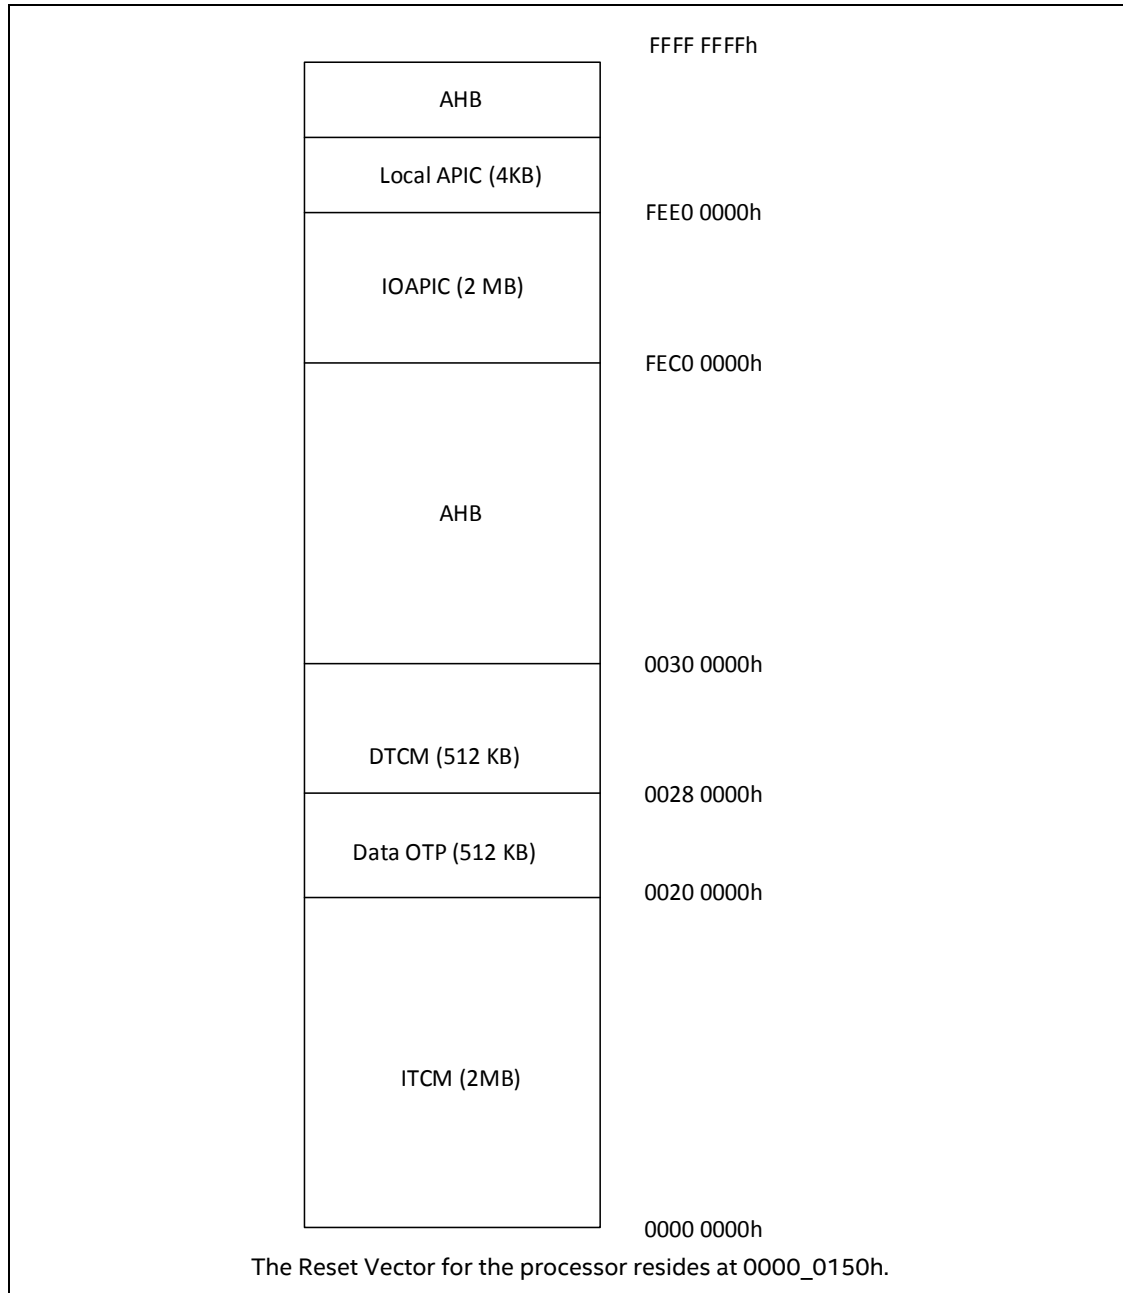 FFFF FFFFh
AHB
Local APIC (4KB)
FEE0 0000h
IOAPIC (2 MB)
FEC0 0000h
AHB
0030 0000h
DTCM (512 KB)
0028 0000h
Data OTP (512 KB)
0020 0000h
ITCM (2MB)
0000 0000h
The Reset Vector for the processor resides at 0000_0150h.